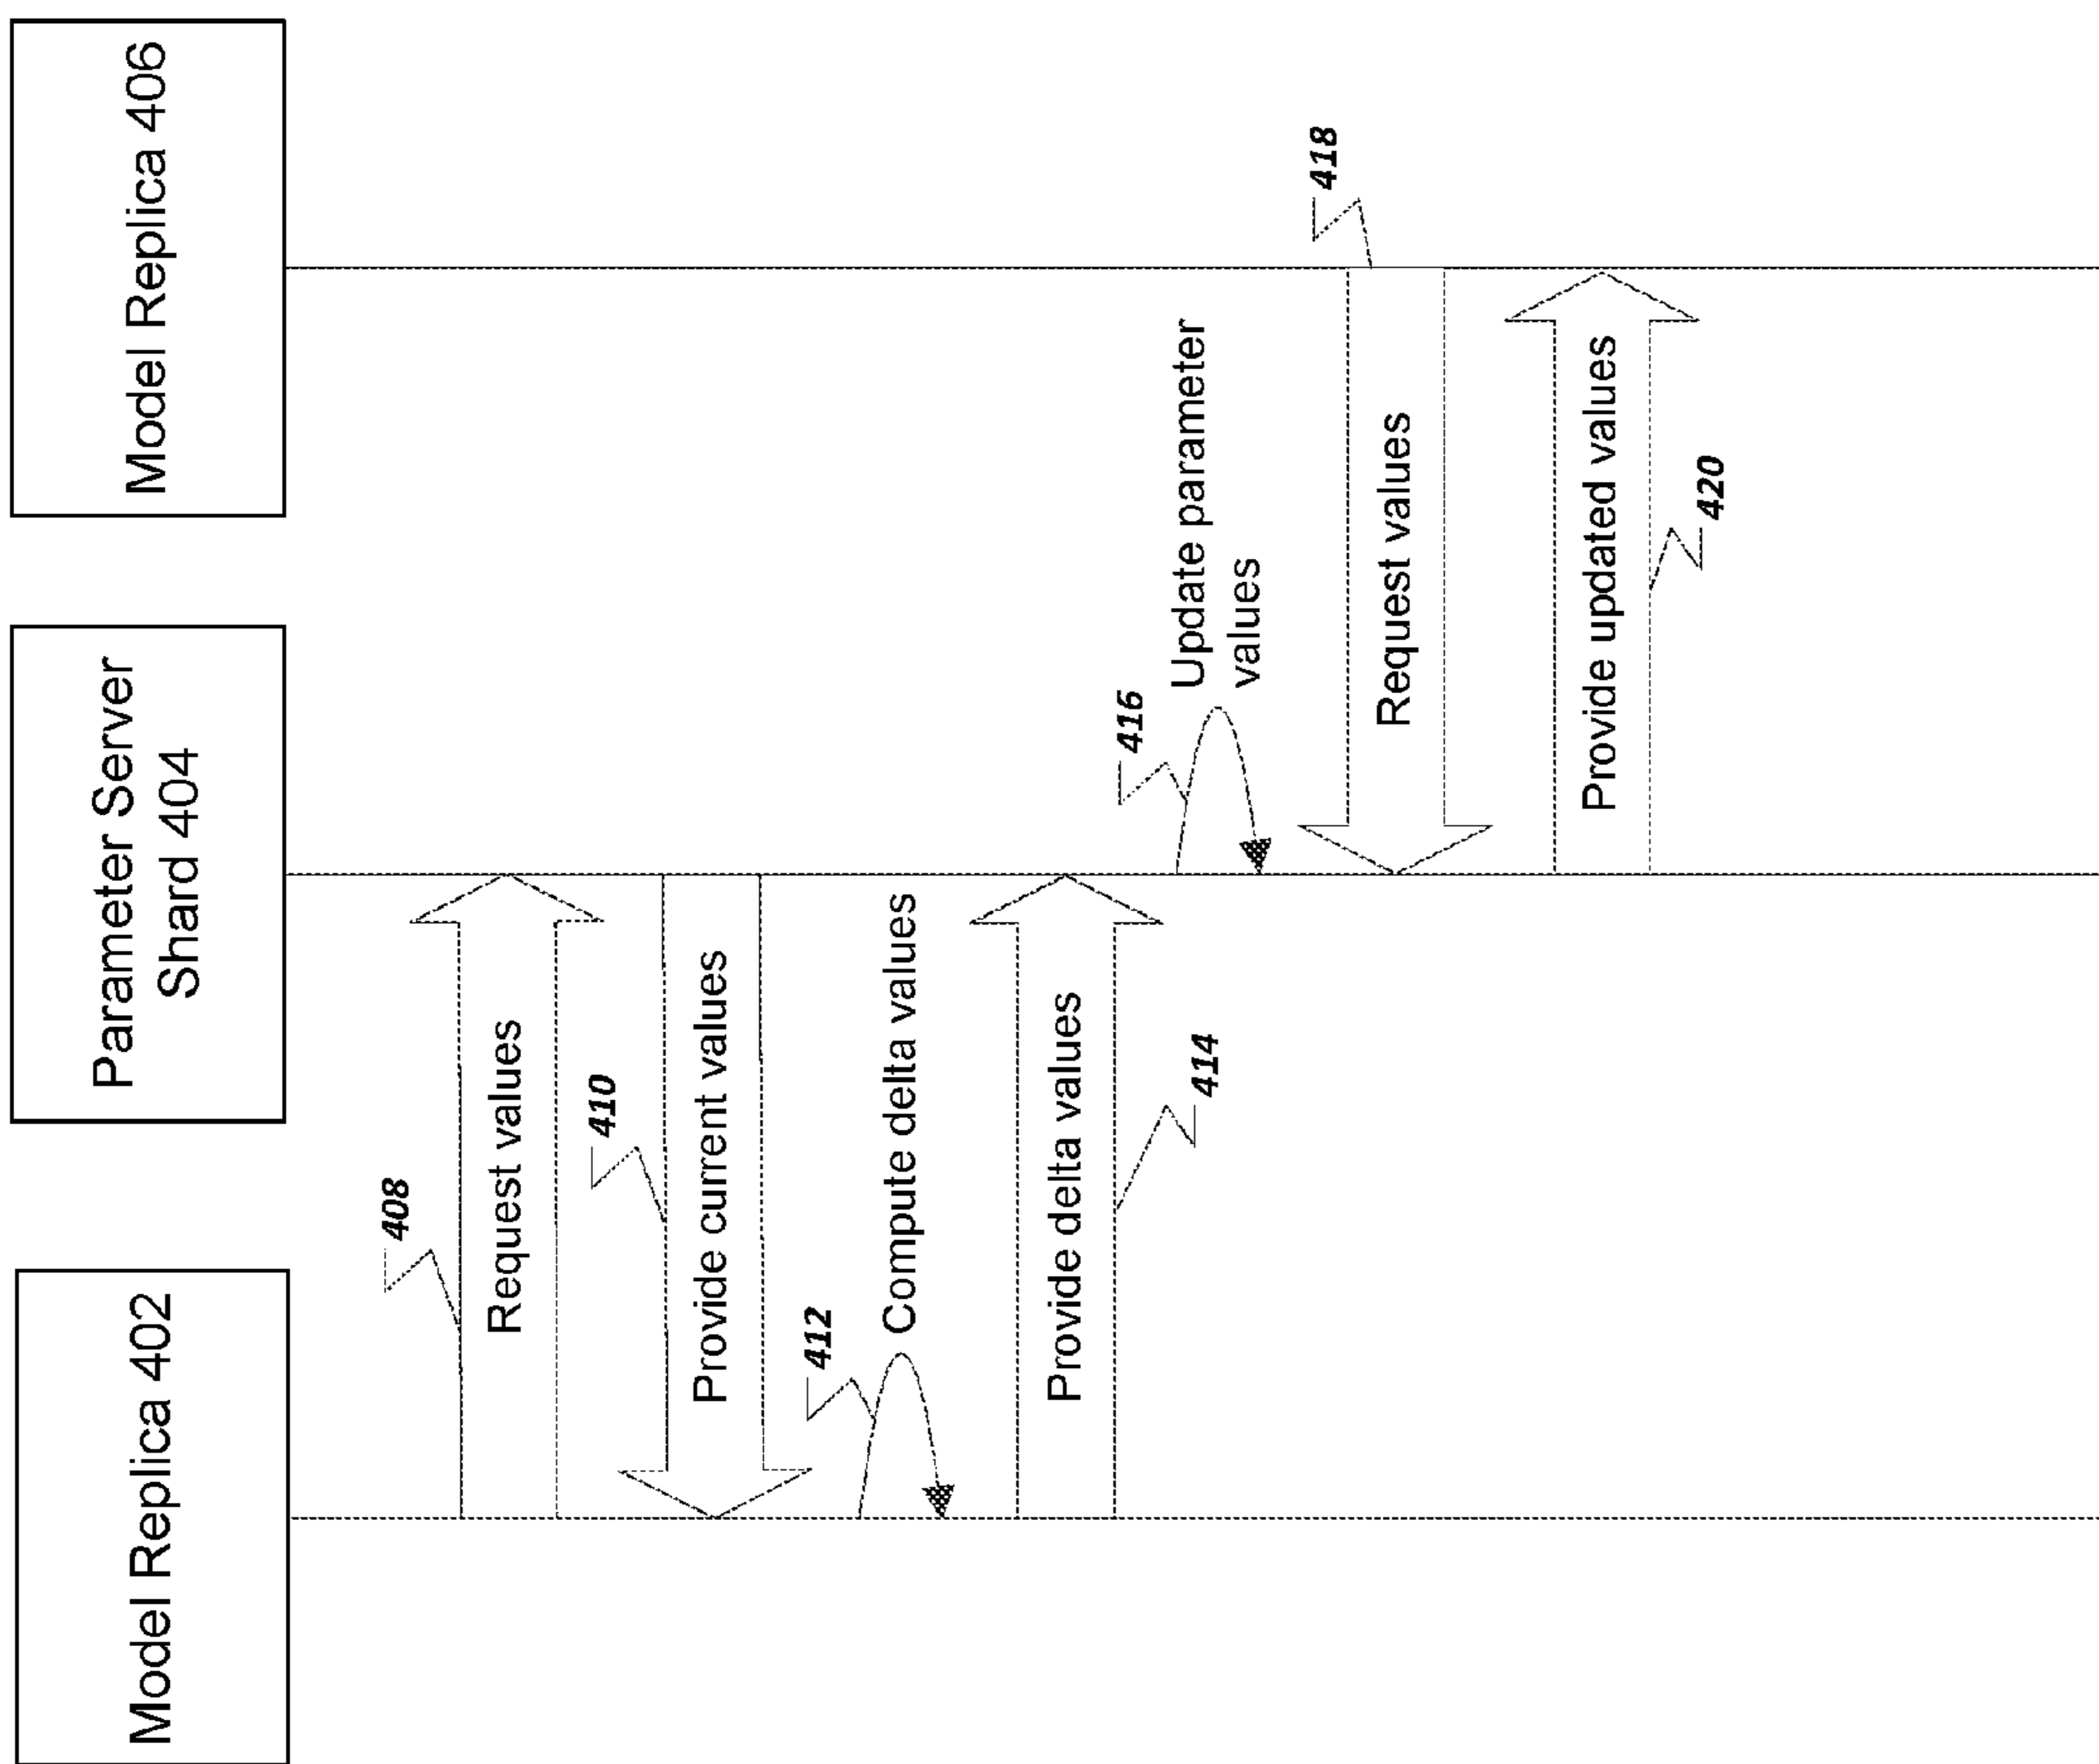 Model Replica 402
Parameter Server
Shard 404
Model Replica 406
408
Request values
410
Provide current values
412
Compute delta values
Provide delta values
414
416
Update parameter
values
418
Request values
Provide updated values
420